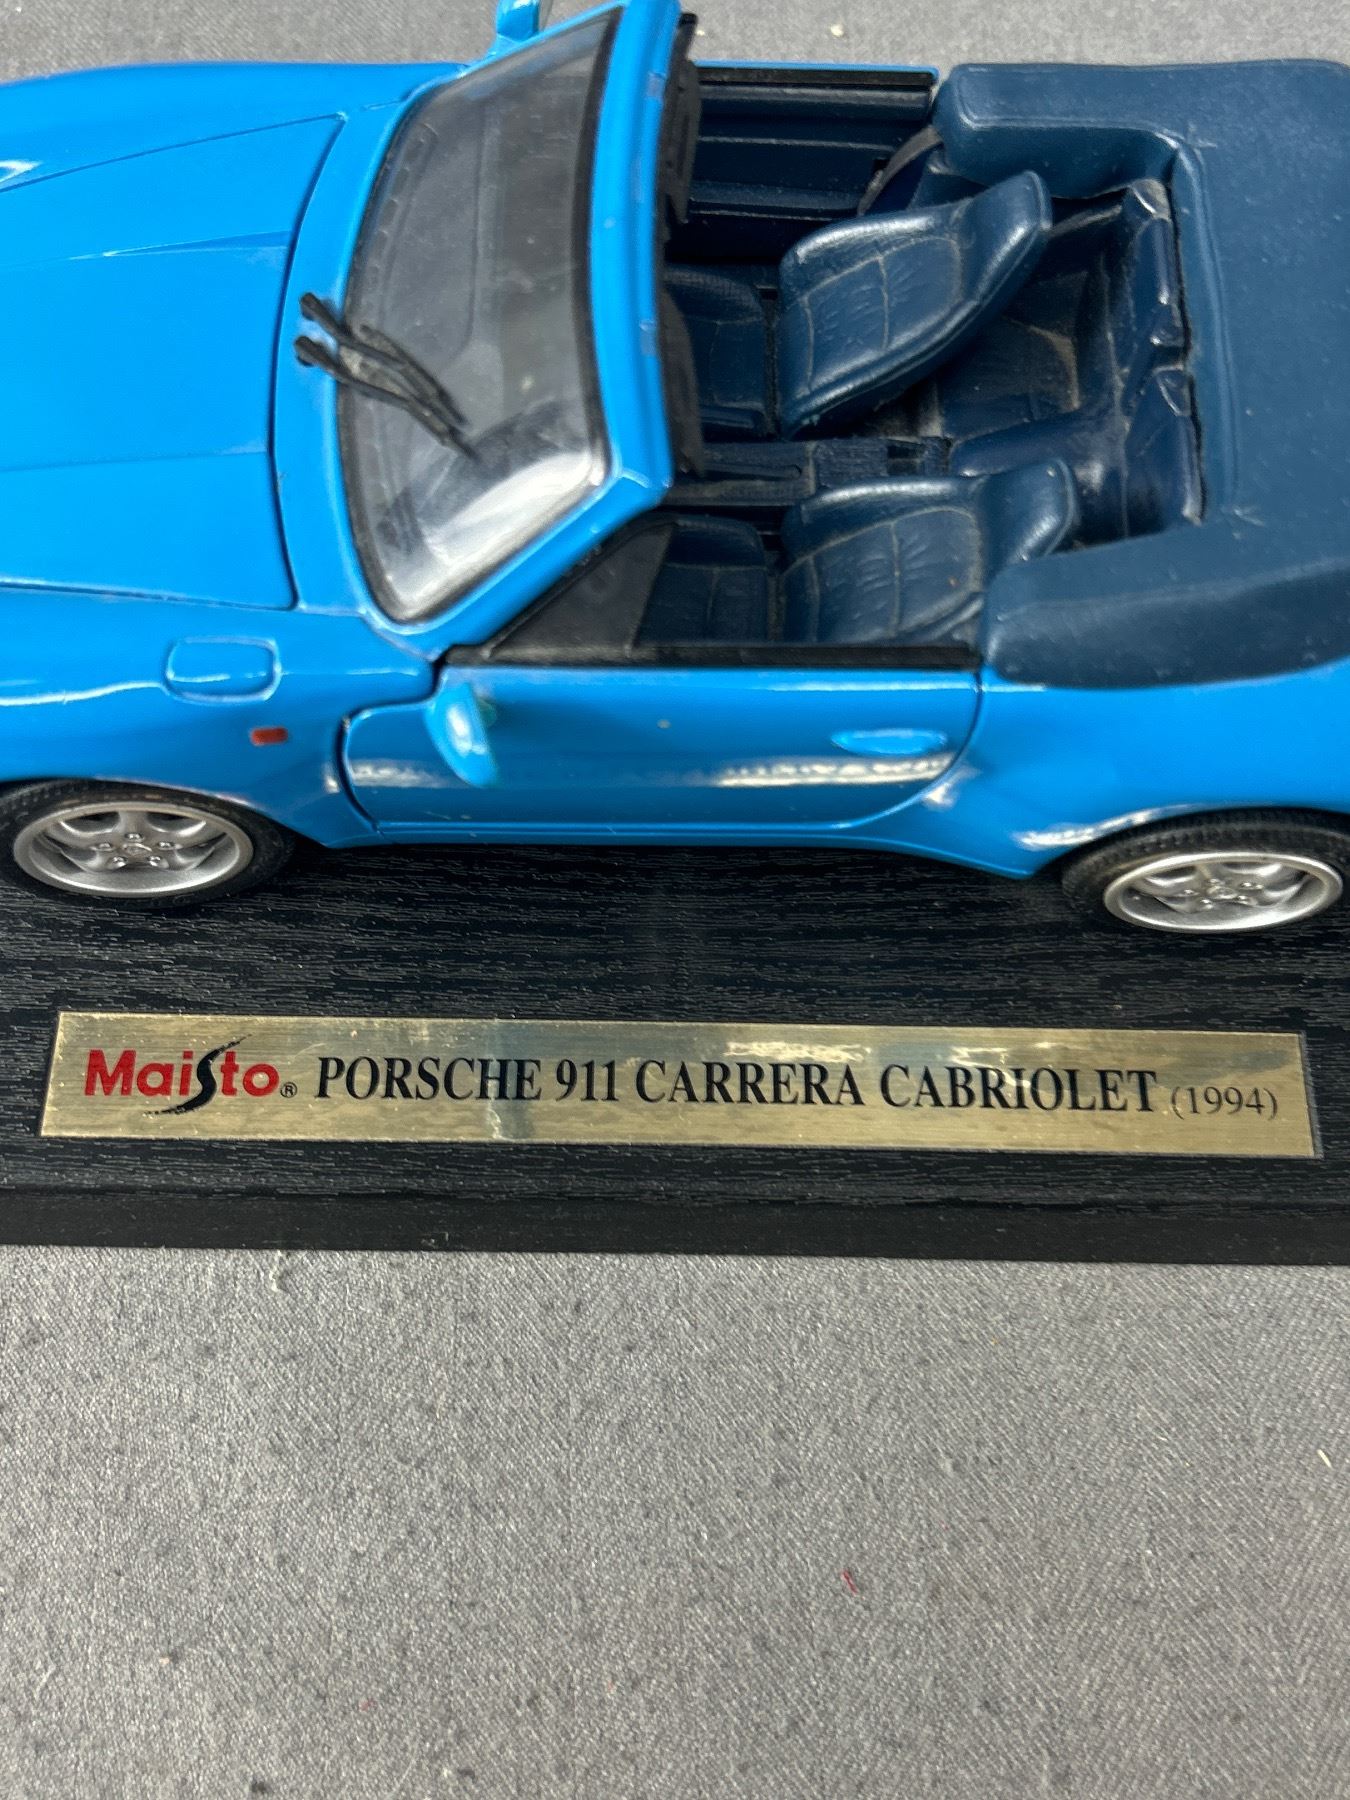 Maisto® PORSCHE 911 CARRERA CABRIOLET (1994)